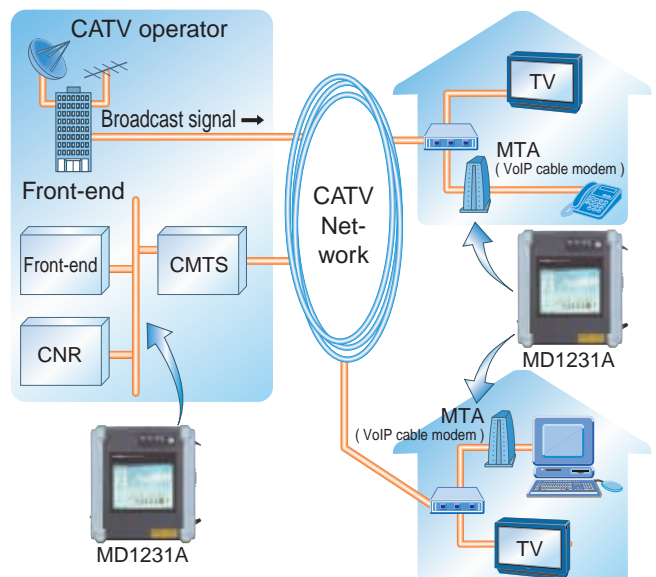 CATV operator
Broadcast signal →
Front-end
Front-end
CMTS
CNR
MD1231A
CATV
Net-
work
TV
MTA
( VoIP cable modem )
MD1231A
MTA
( VoIP cable modem )
TV